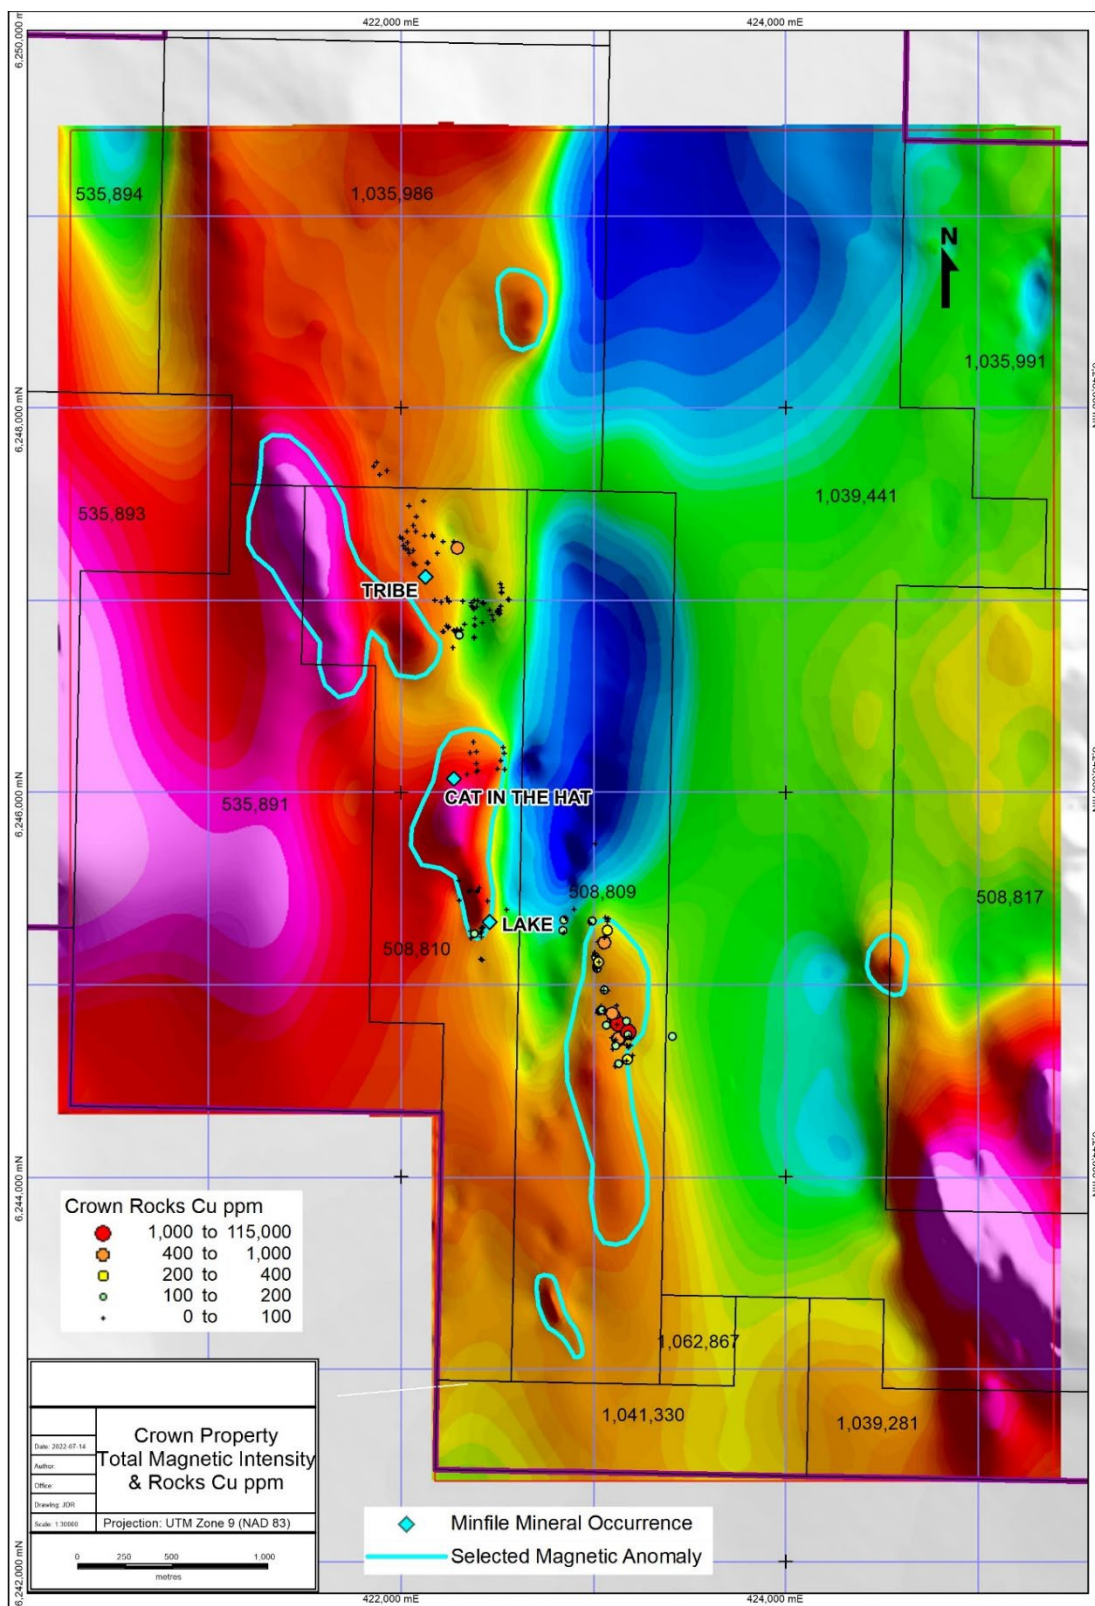 422,000 mE
424,000 mE
6,250,000 m
535,894
1,035,986
N
1,035,991
6,248,000 mN
1,039,441
535,893
TRIBE
CAT IN THE HAT
535,891
6,246,000 mN
508,809
508,817
LAKE
508,810
6,244,000 mN
Crown Rocks Cu ppm
1,000 to 115,000
400 to 1,000
200 to 400
100 to 200
0 to 100
1,062,867
1,041,330
1,039,281
Crown Property
Total Magnetic Intensity
& Rocks Cu ppm
Date: 2022-07-14
Author:
Office:
Drawing: JDR
Scale: 1:30000
Projection: UTM Zone 9 (NAD 83)
0 250 500 1,000
metres
Minfile Mineral Occurrence
Selected Magnetic Anomaly
6,242,000 mN
422,000 mE
424,000 mE